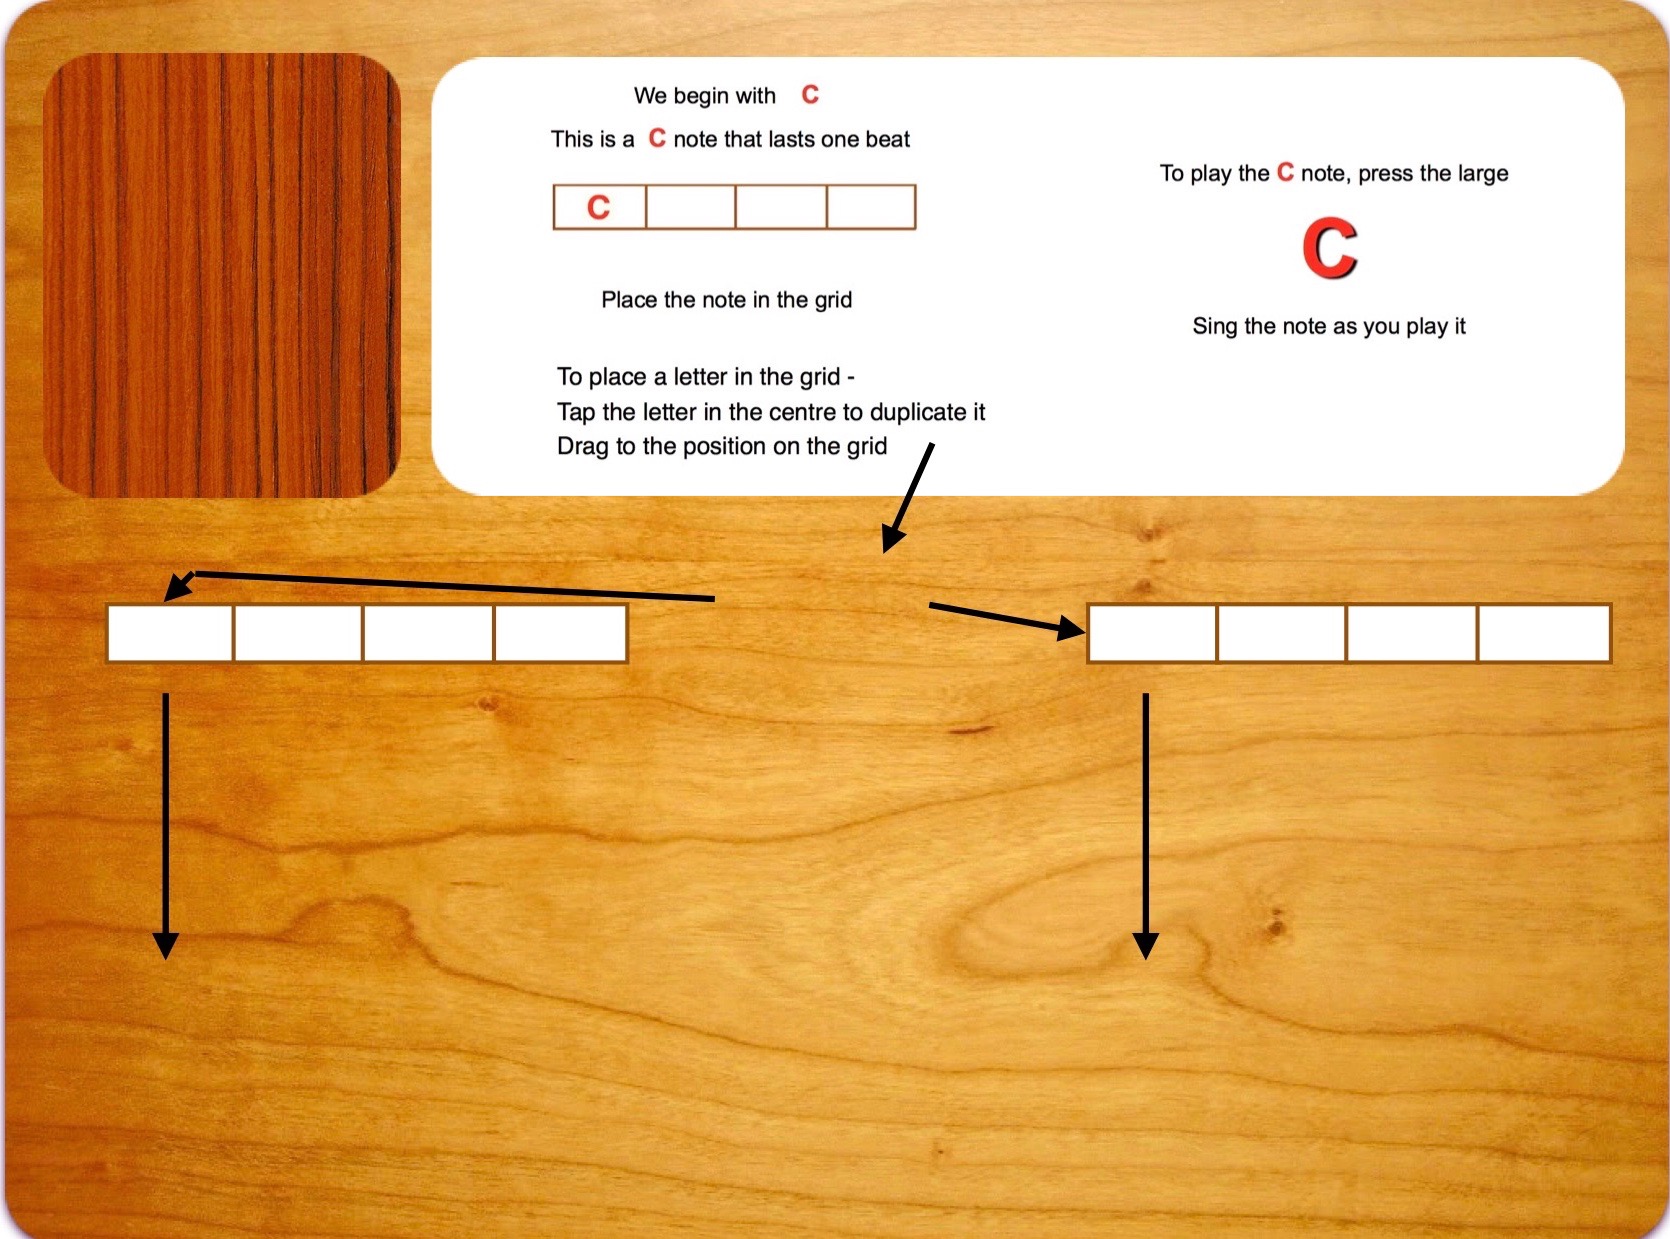 We begin with C
This is a C note that lasts one beat
C
Place the note in the grid
To place a letter in the grid -
Tap the letter in the centre to duplicate it
Drag to the position on the grid
To play the C note, press the large
C
Sing the note as you play it